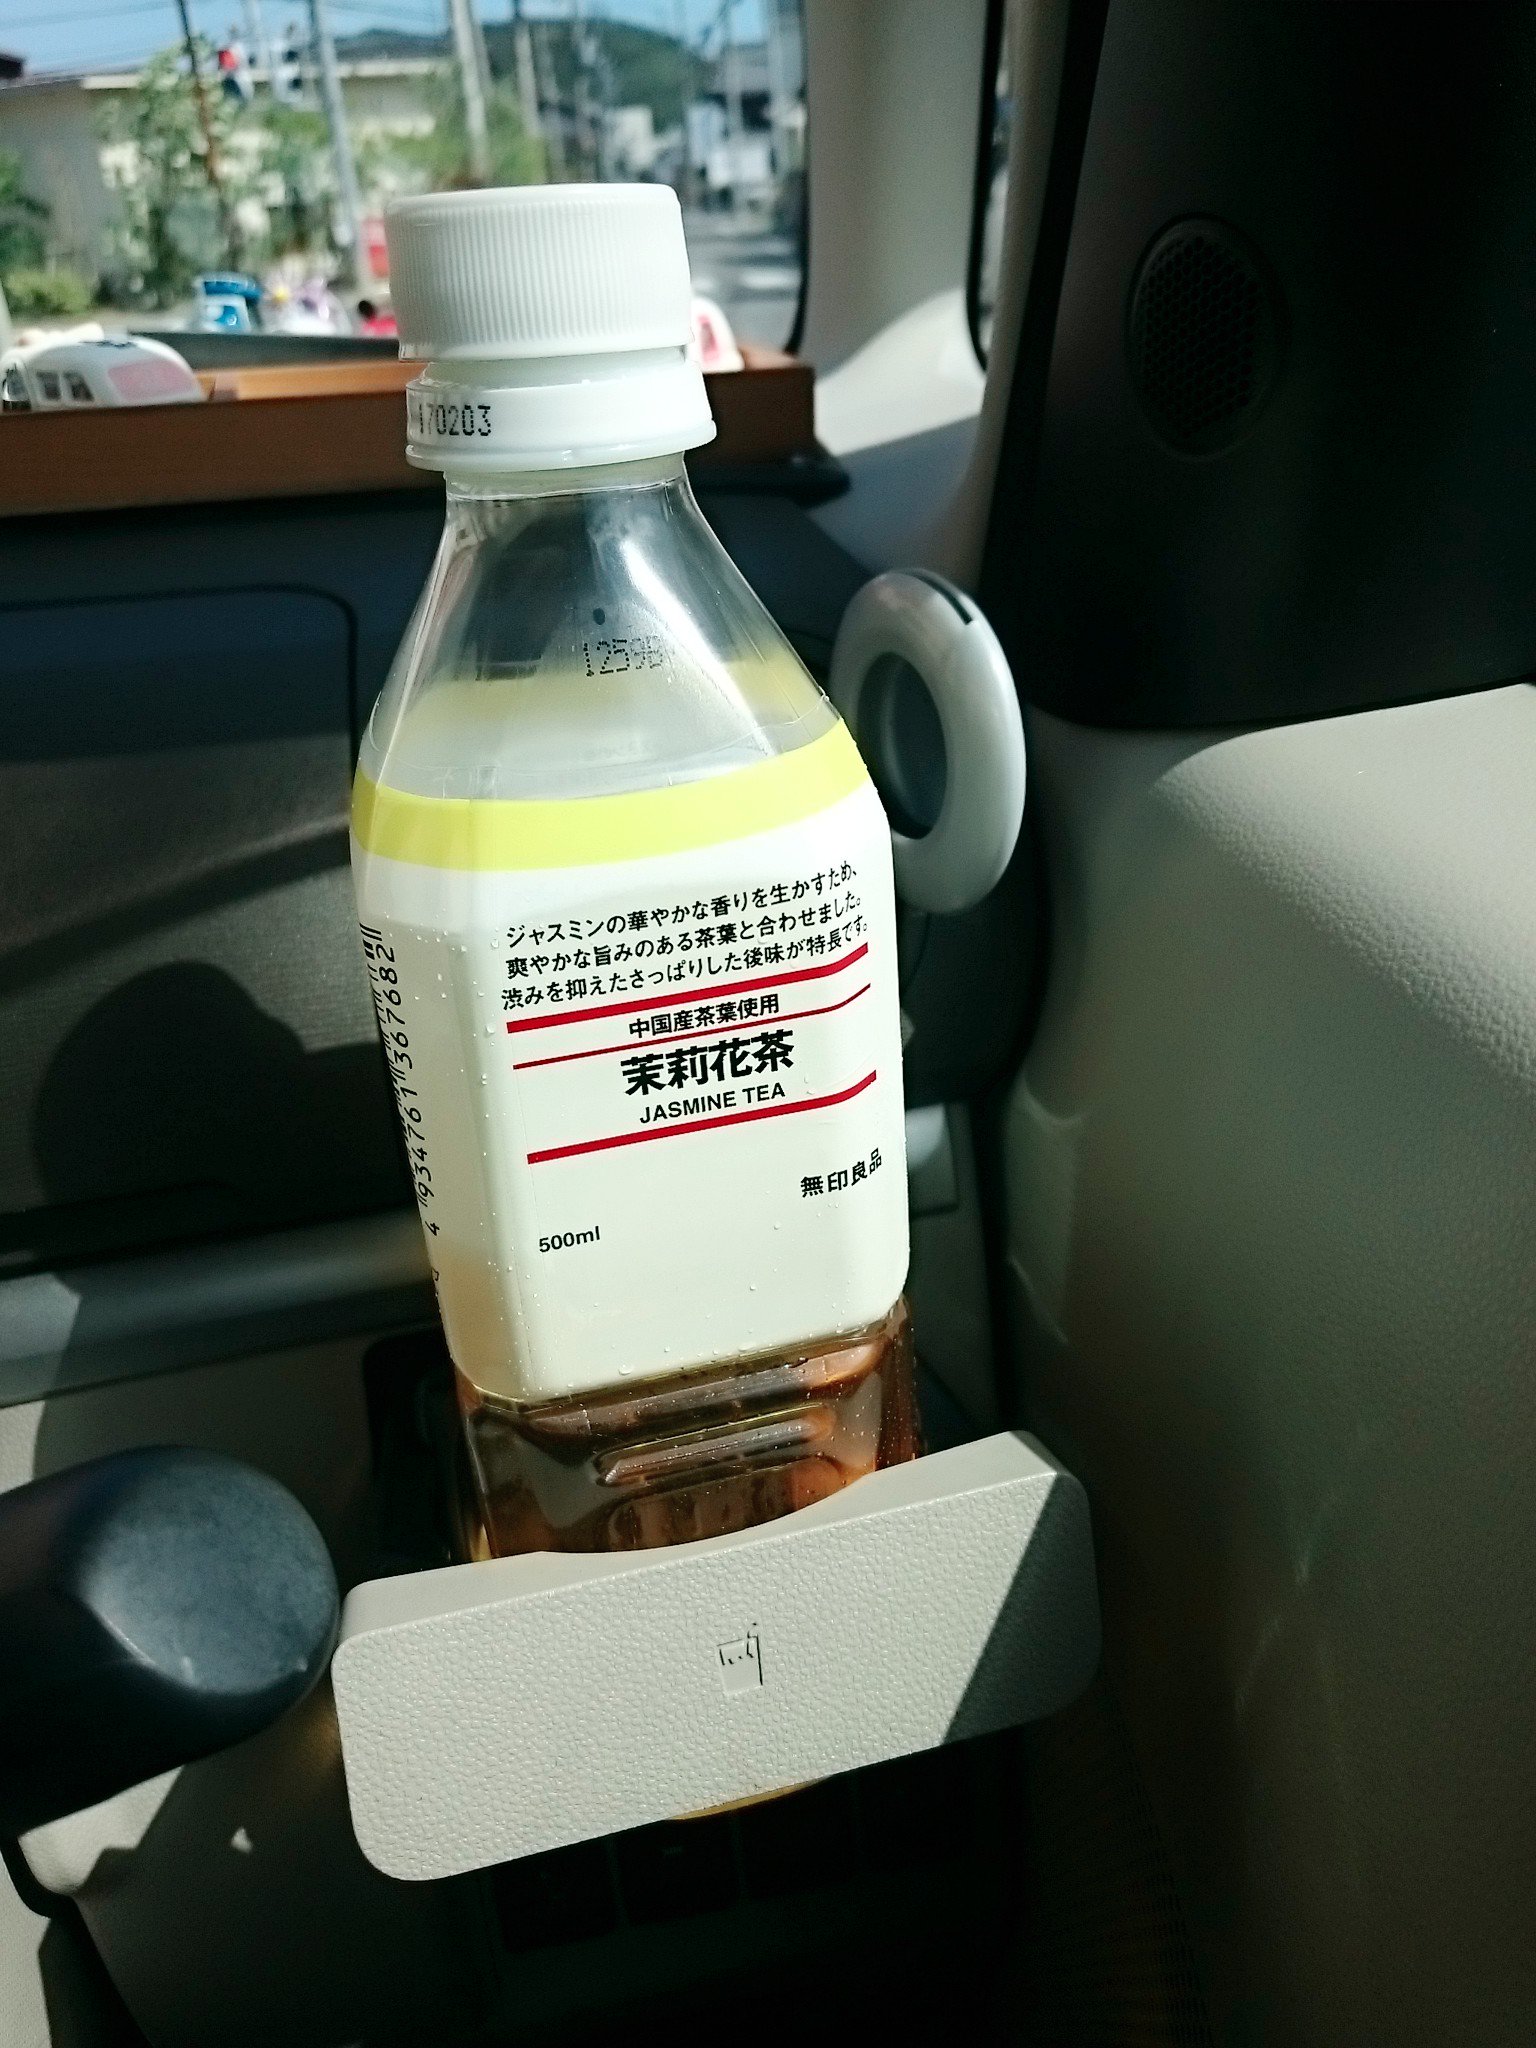 170203
1259B
ジャスミンの華やかな香りを生かすため、
爽やかな旨みのある茶葉と合わせました。
渋みを抑えたさっぱりした後味が特長です。
中国産茶葉使用
茉莉花茶
JASMINE TEA
無印良品
500ml
4 934761 367682